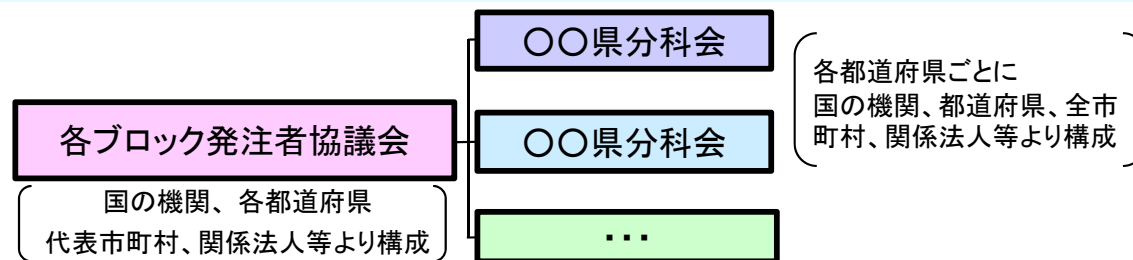 各ブロック発注者協議会
国の機関、各都道府県
代表市町村、関係法人等より構成
〇〇県分科会
〇〇県分科会
・・・
各都道府県ごとに
国の機関、都道府県、全市
町村、関係法人等より構成